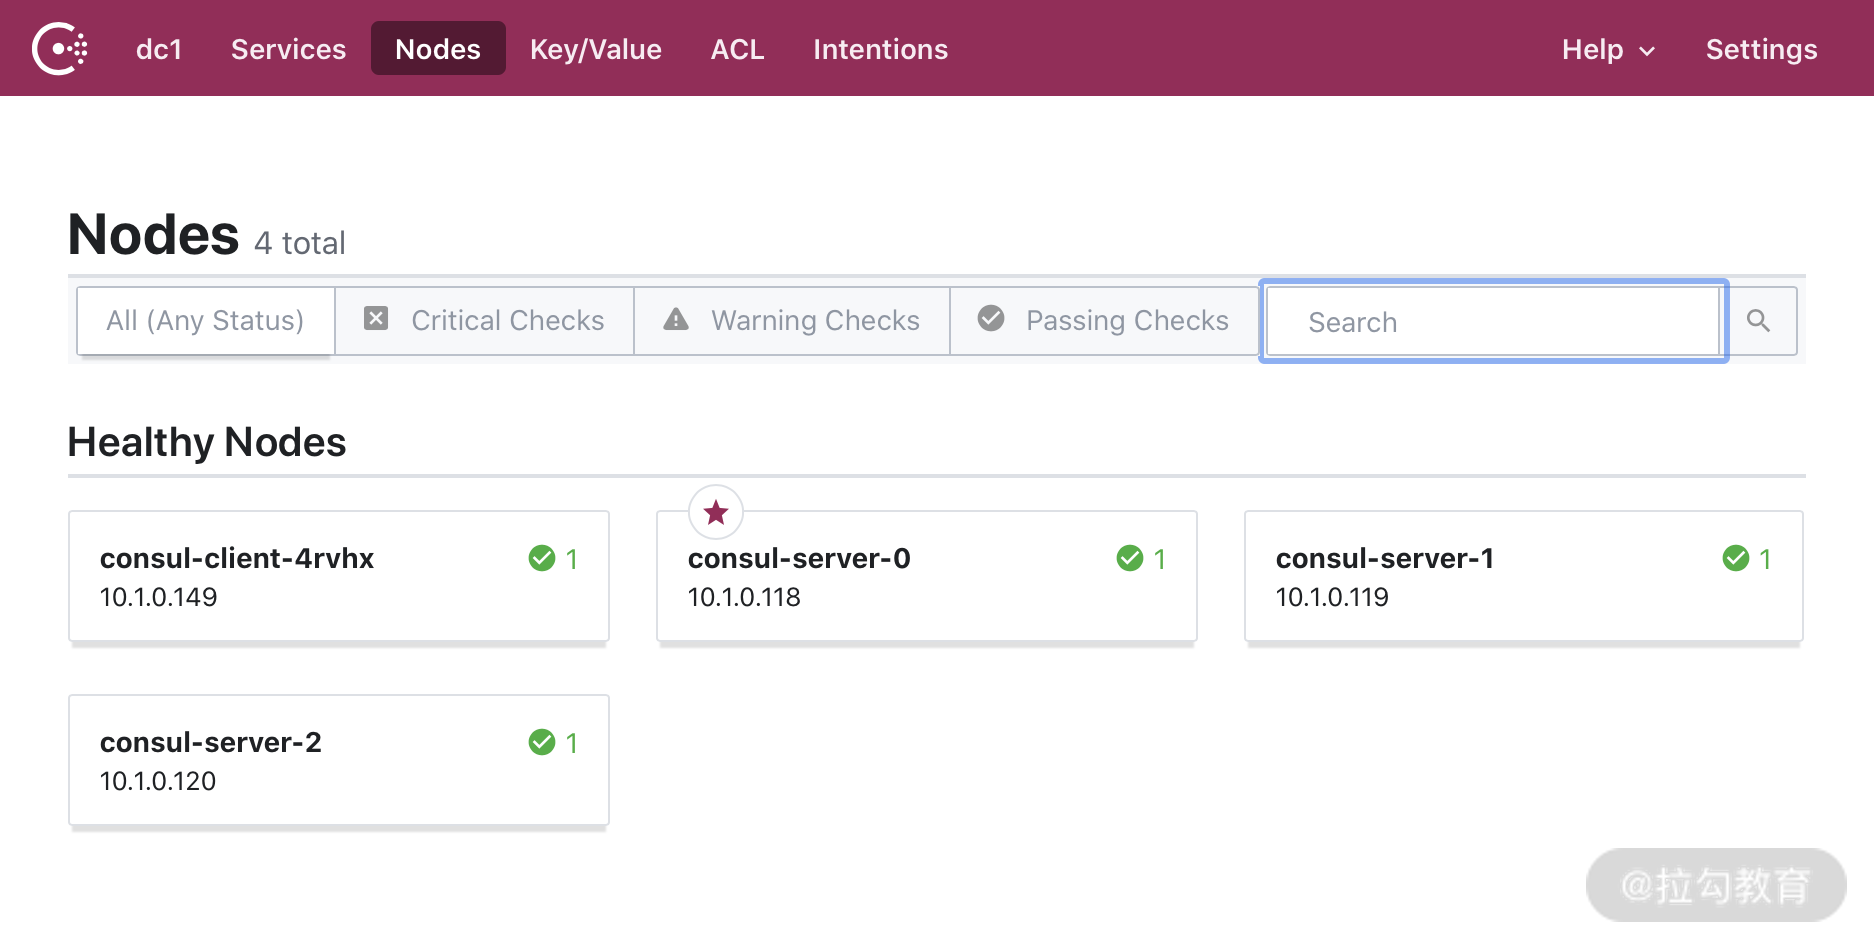 dc1 Services Nodes Key/Value ACL Intentions Help Settings
Nodes 4 total
All (Any Status) Critical Checks Warning Checks Passing Checks Search
Healthy Nodes
consul-client-4rvhx 1
10.1.0.149
consul-server-0 1
10.1.0.118
consul-server-1 1
10.1.0.119
consul-server-2 1
10.1.0.120
@拉勾教育